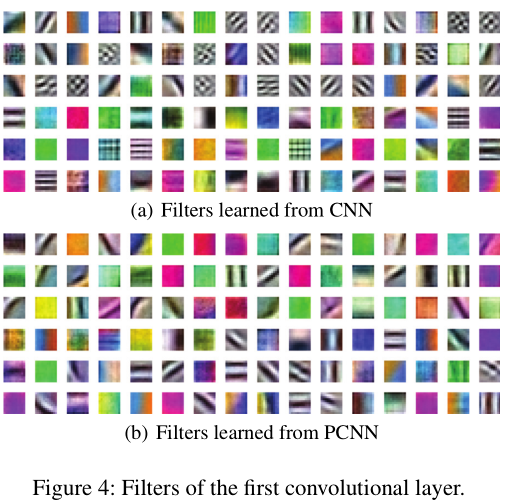 (a) Filters learned from CNN
(b) Filters learned from PCNN
Figure 4: Filters of the first convolutional layer.